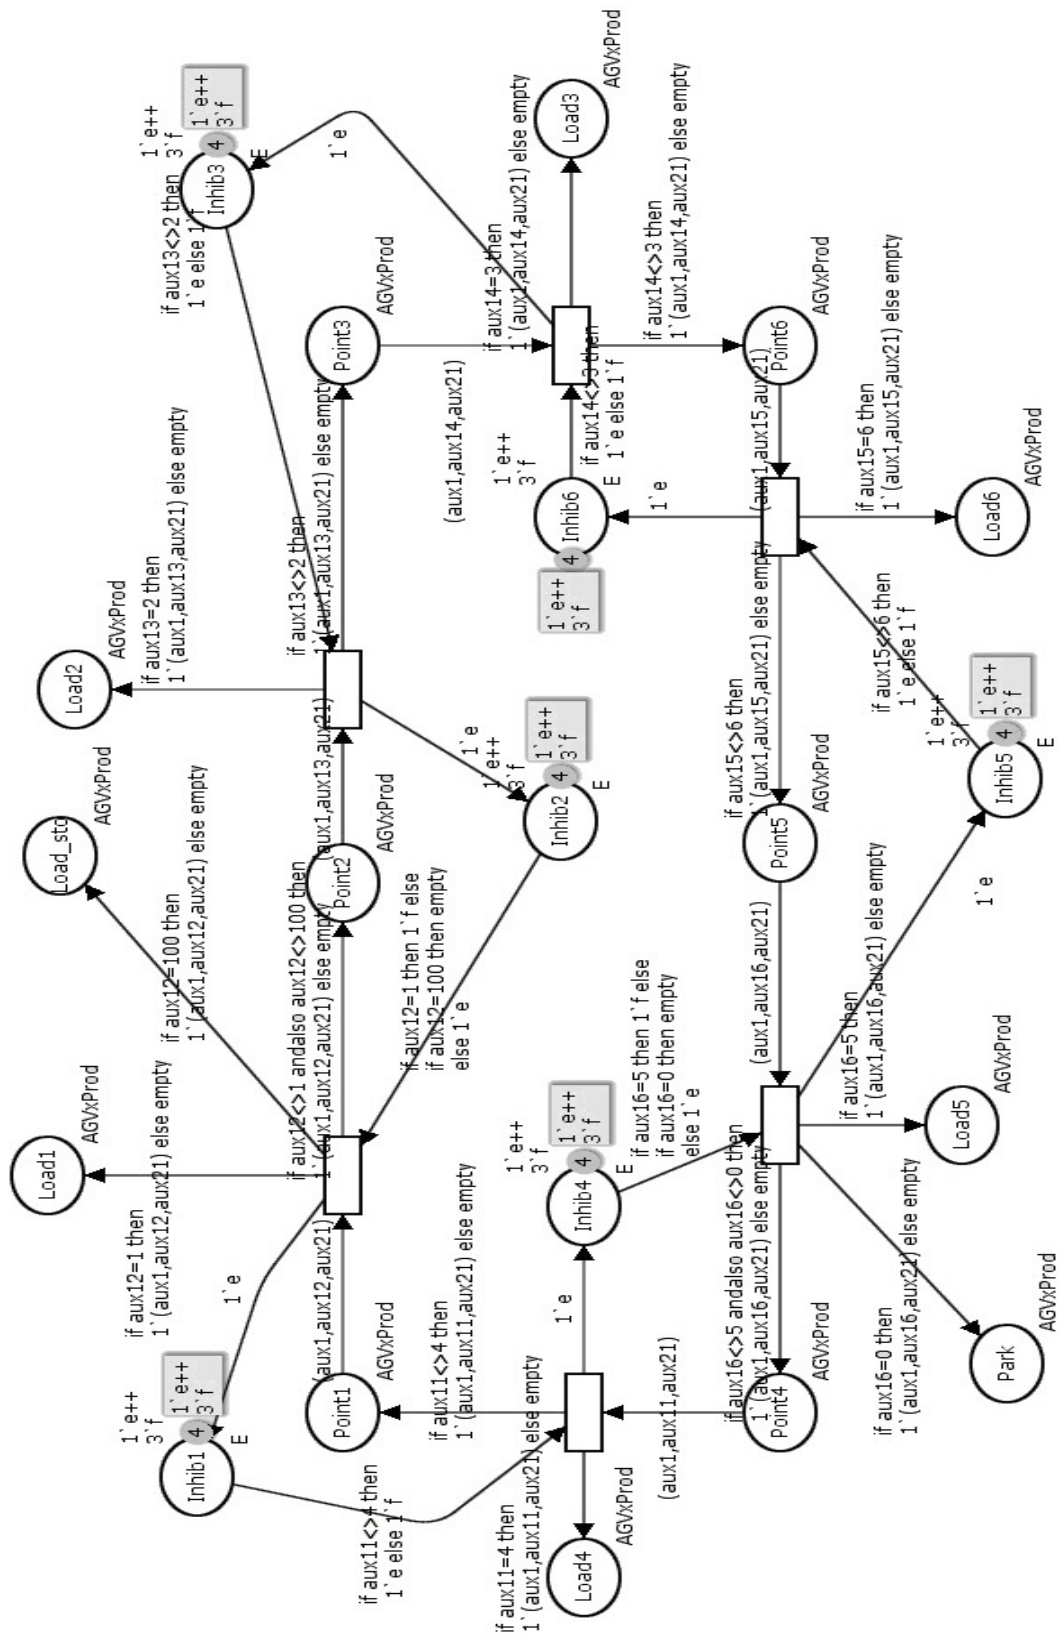 Load1
AGVxProd
Load_sto
AGVxProd
Load2
AGVxProd
if aux12=1 then
1`(aux1,aux12,aux21) else empty
if aux12=100 then
1`(aux1,aux12,aux21) else empty
if aux13=2 then
1`(aux1,aux13,aux21) else empty
1`e++
3`f
Inhib1
4
1`e++
3`f
E
1`e
1`e++
3`f
Inhib3
4
1`e++
3`f
E
if aux13<>2 then
1`e else 1`f
1`e
if aux12<>1 andalso aux12<>100 then
1`(aux1,aux12,aux21) else empty
if aux13<>2 then
1`(aux1,aux13,aux21) else empty
Point1
AGVxProd
(aux1,aux12,aux21)
Point2
AGVxProd
(aux1,aux13,aux21)
Point3
AGVxProd
if aux11<>4 then
1`e else 1`f
if aux11<>4 then
1`(aux1,aux11,aux21) else empty
if aux12=1 then 1`f else
if aux12=100 then empty
else 1`e
1`e
1`e++
3`f
Inhib2
4
1`e++
3`f
E
(aux1,aux14,aux21)
if aux14=3 then
1`(aux1,aux14,aux21) else empty
Load3
AGVxProd
if aux11=4 then
1`(aux1,aux11,aux21) else empty
Load4
AGVxProd
1`e
1`e++
3`f
Inhib4
4
1`e++
3`f
E
1`e++
3`f
Inhib6
4
1`e++
3`f
E
if aux14<>3 then
1`e else 1`f
(aux1,aux11,aux21)
if aux16=5 then 1`f else
if aux16=0 then empty
else 1`e
1`e
if aux14<>3 then
1`(aux1,aux14,aux21) else empty
if aux16<>5 andalso aux16<>0 then
1`(aux1,aux16,aux21) else empty
(aux1,aux16,aux21)
if aux15<>6 then
1`(aux1,aux15,aux21) else empty
(aux1,aux15,aux21)
Point4
AGVxProd
Point5
AGVxProd
Point6
AGVxProd
if aux16=0 then
1`(aux1,aux16,aux21) else empty
if aux16=5 then
1`(aux1,aux16,aux21) else empty
if aux15<>6 then
1`e else 1`f
if aux15=6 then
1`(aux1,aux15,aux21) else empty
1`e
1`e++
3`f
Inhib5
4
1`e++
3`f
E
Park
AGVxProd
Load5
AGVxProd
Load6
AGVxProd